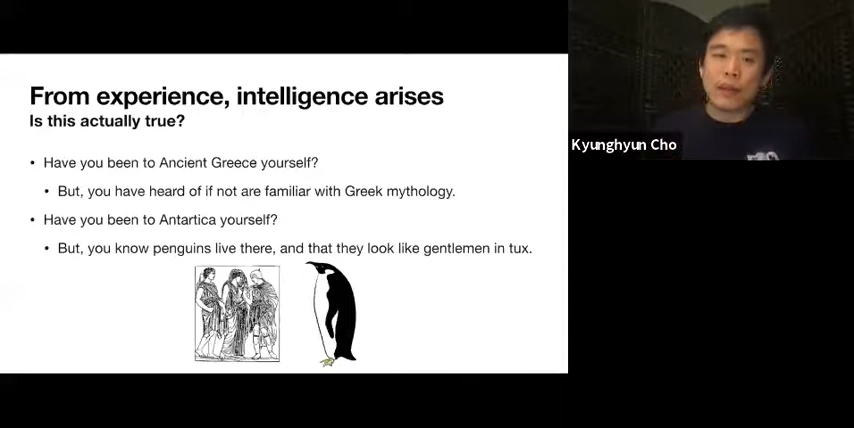 From experience, intelligence arises
Is this actually true?
• Have you been to Ancient Greece yourself?
• But, you have heard of if not are familiar with Greek mythology.
• Have you been to Antartica yourself?
• But, you know penguins live there, and that they look like gentlemen in tux.
Kyunghyun Cho